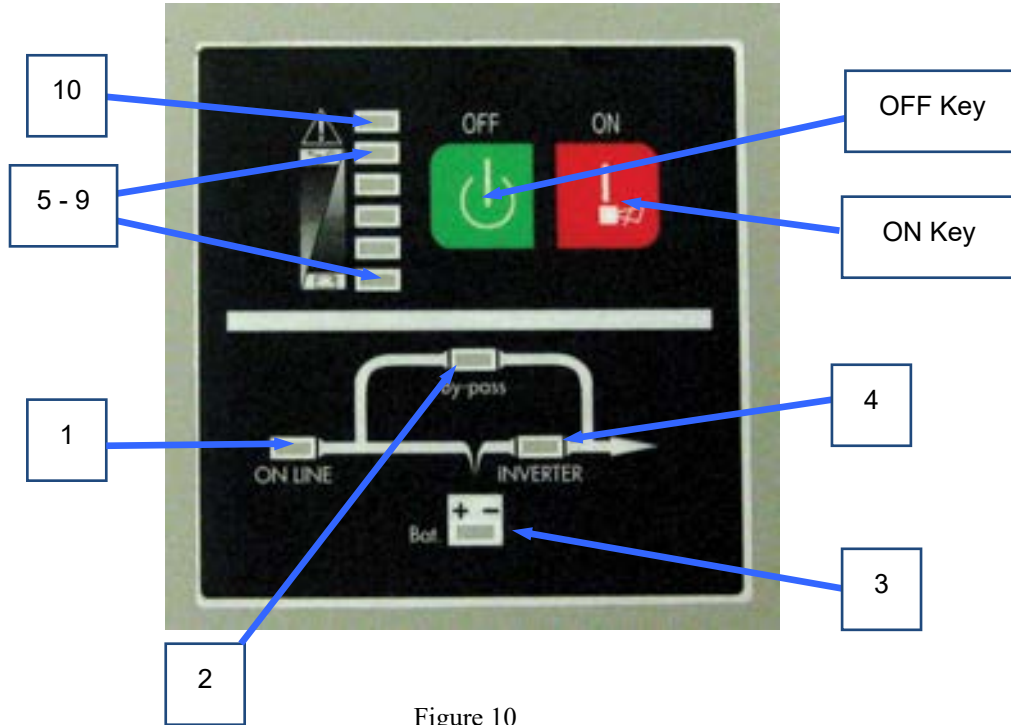 10
OFF
ON
OFF Key
5 - 9
ON Key
By-pass
1
4
ON LINE
INVERTER
+ -
Bat.
3
2
Figure 10